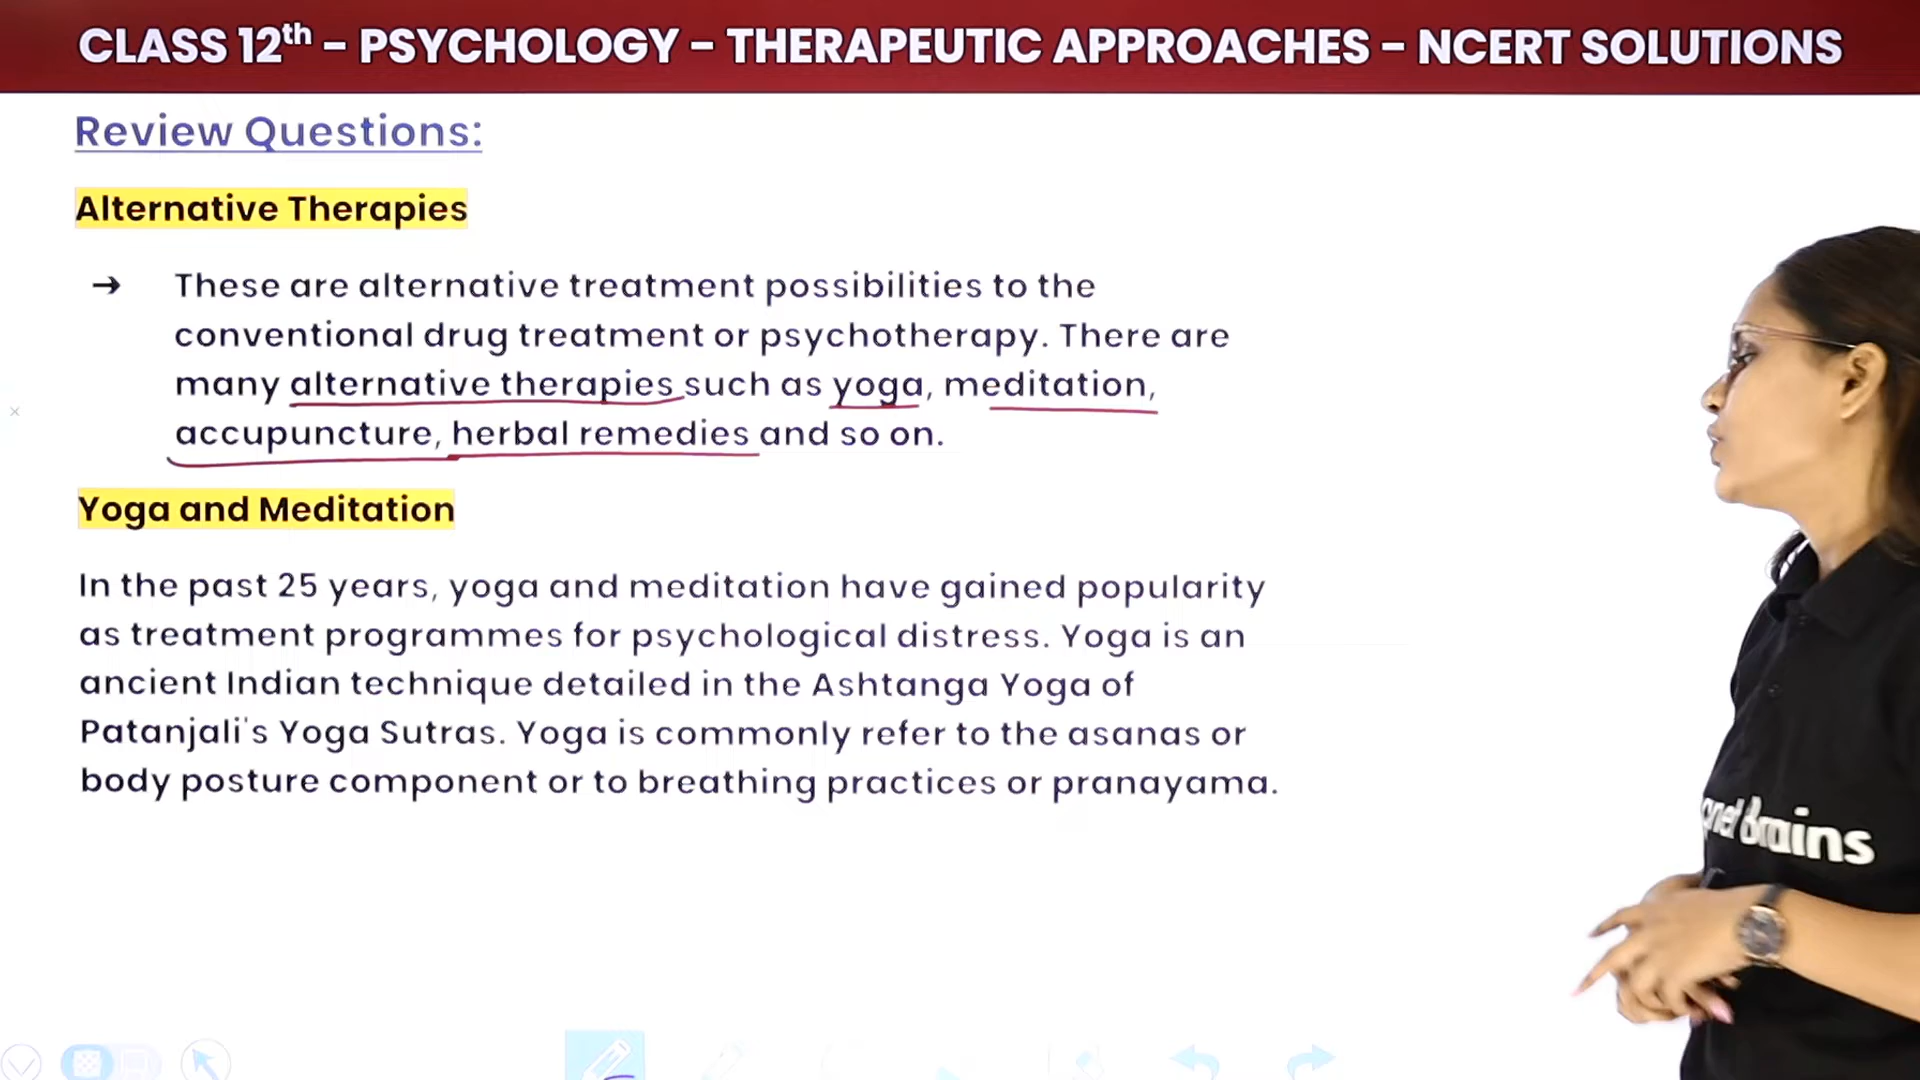 CLASS 12th - PSYCHOLOGY - THERAPEUTIC APPROACHES - NCERT SOLUTIONS
Review Questions:
Alternative Therapies
→ These are alternative treatment possibilities to the
conventional drug treatment or psychotherapy. There are
many alternative therapies such as yoga, meditation,
accupuncture, herbal remedies and so on.
Yoga and Meditation
In the past 25 years, yoga and meditation have gained popularity
as treatment programmes for psychological distress. Yoga is an
ancient Indian technique detailed in the Ashtanga Yoga of
Patanjali's Yoga Sutras. Yoga is commonly refer to the asanas or
body posture component or to breathing practices or pranayama.
Brains